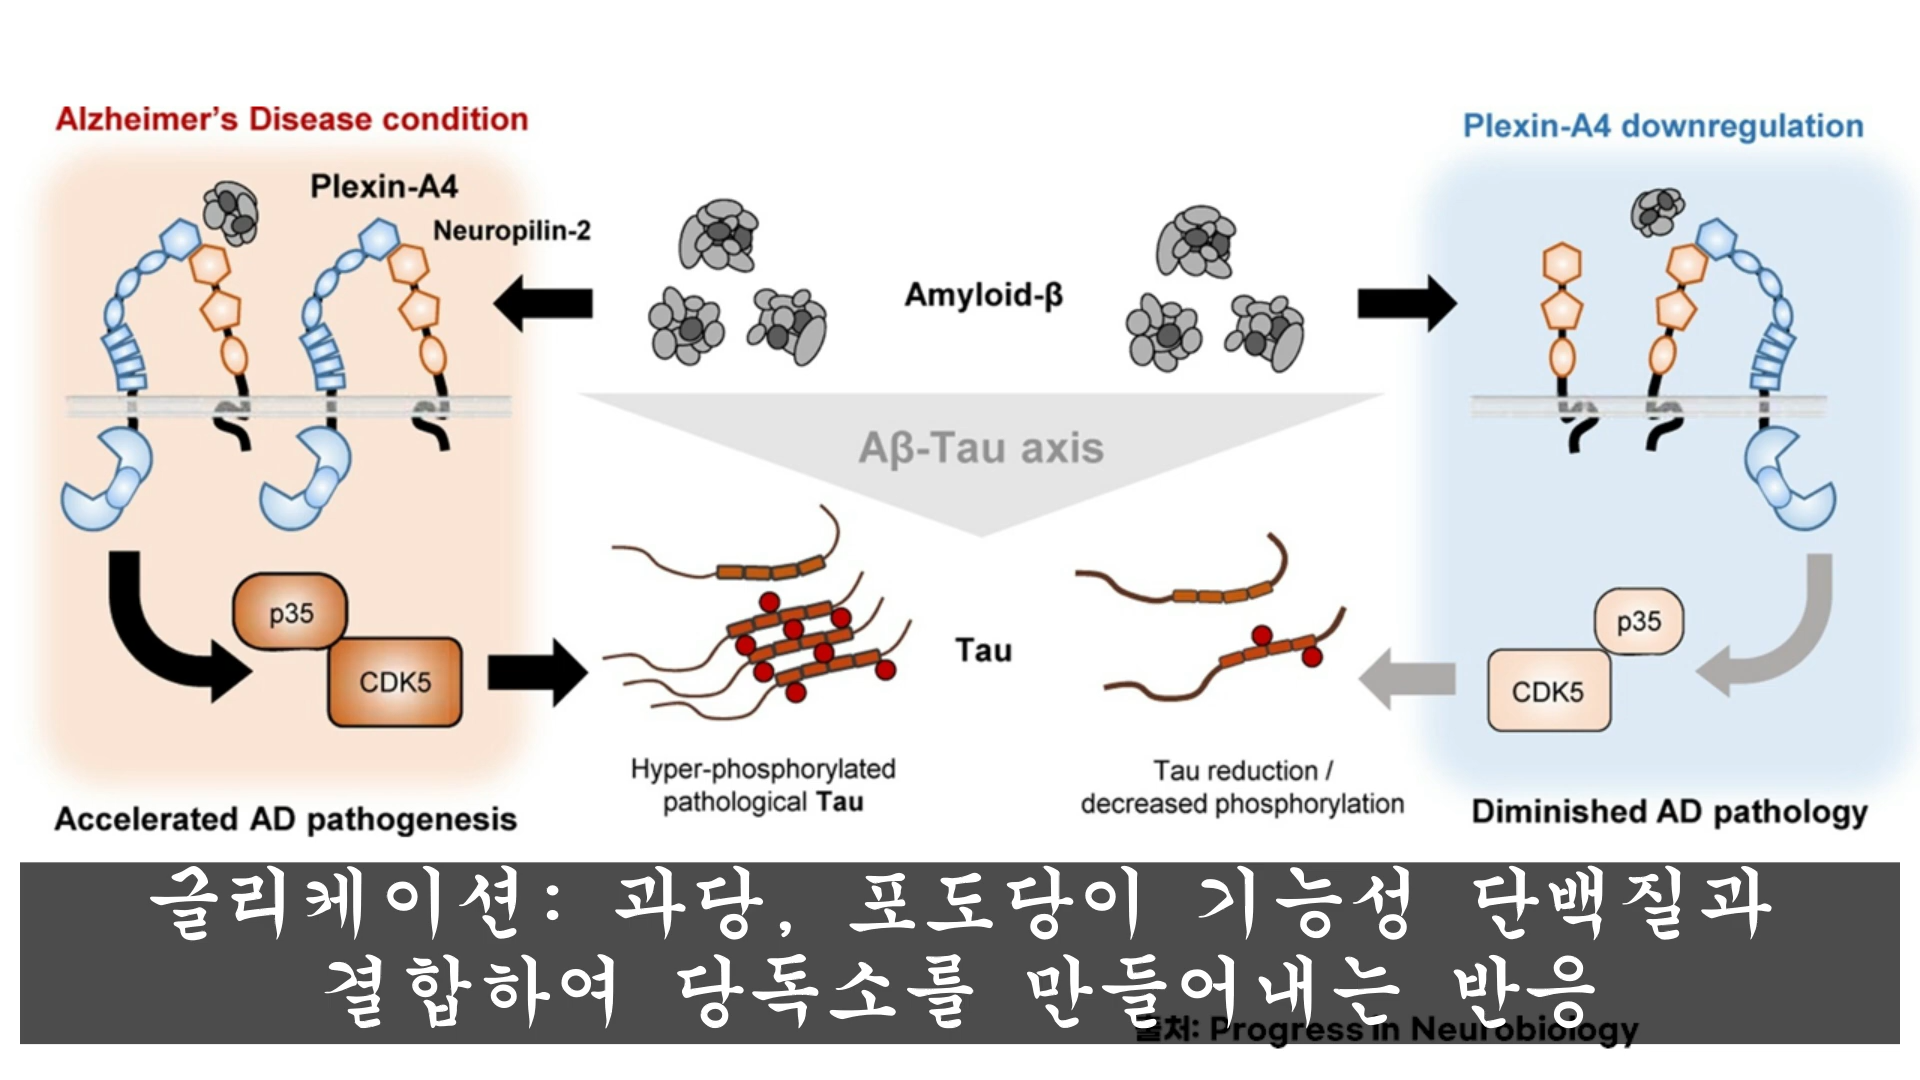 Alzheimer's Disease condition
Plexin-A4 downregulation
Plexin-A4
Neuropilin-2
Amyloid-β
Aβ-Tau axis
p35
CDK5
Tau
p35
CDK5
Hyper-phosphorylated
pathological Tau
Tau reduction /
decreased phosphorylation
Accelerated AD pathogenesis
Diminished AD pathology
글리케이션: 과당, 포도당이 기능성 단백질과
결합하여 당독소를 만들어내는 반응
출처: Progress in Neurobiology